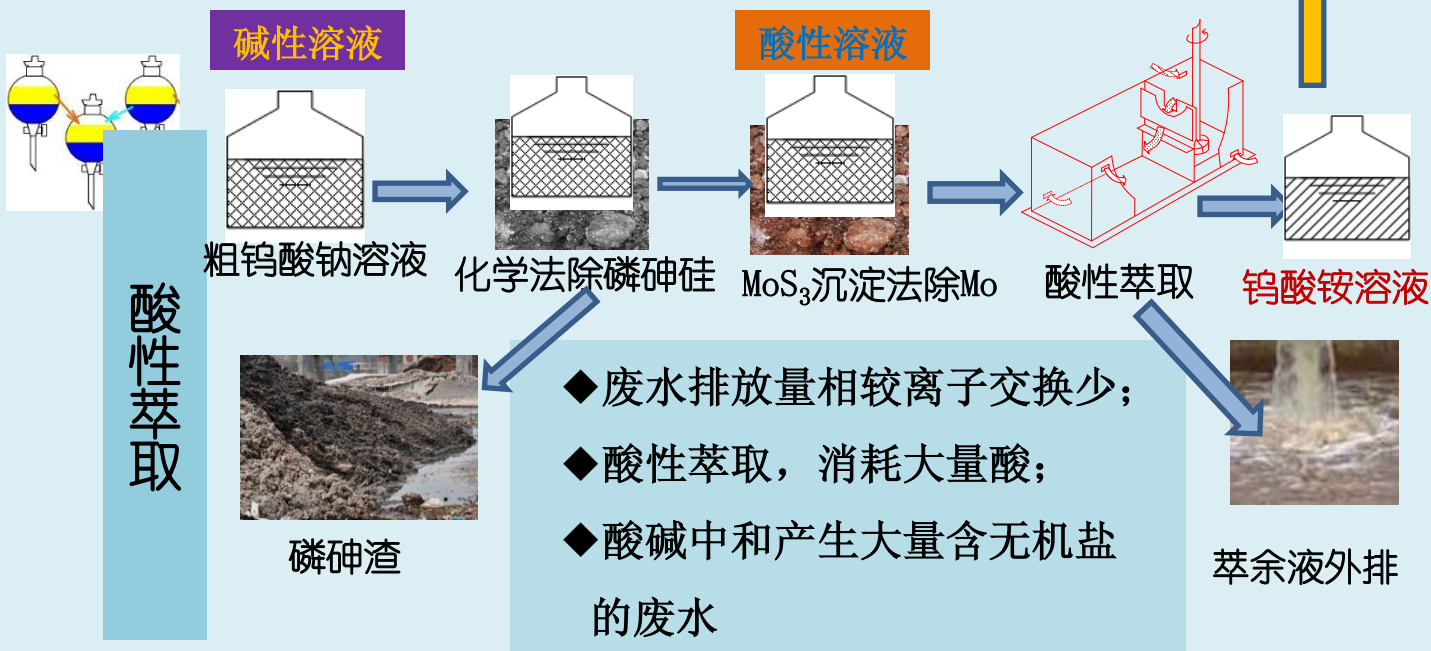 碱性溶液
酸性溶液
粗钨酸钠溶液
化学法除磷砷硅
MoS₃沉淀法除Mo
酸性萃取
钨酸铵溶液
酸性萃取
◆废水排放量相较离子交换少；
◆酸性萃取，消耗大量酸；
◆酸碱中和产生大量含无机盐
的废水
磷砷渣
萃余液外排